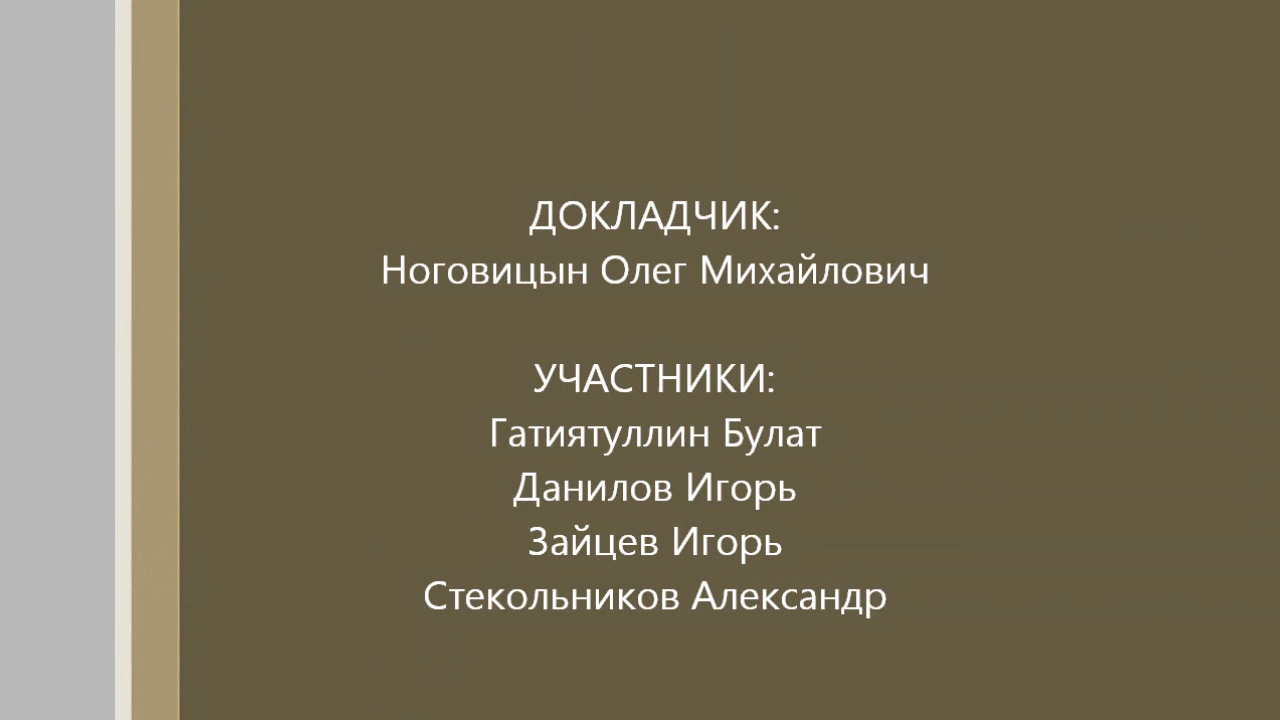 ДОКЛАДЧИК:
Ноговицын Олег Михайлович
УЧАСТНИКИ:
Гатиятуллин Булат
Данилов Игорь
Зайцев Игорь
Стекольников Александр